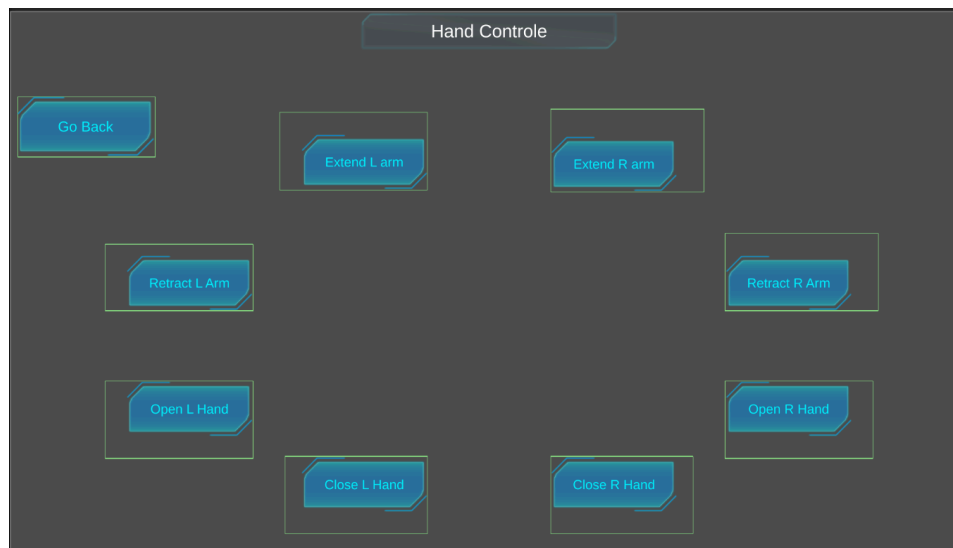 Hand Controle
Go Back
Extend L arm
Extend R arm
Retract L Arm
Retract R Arm
Open L Hand
Open R Hand
Close L Hand
Close R Hand